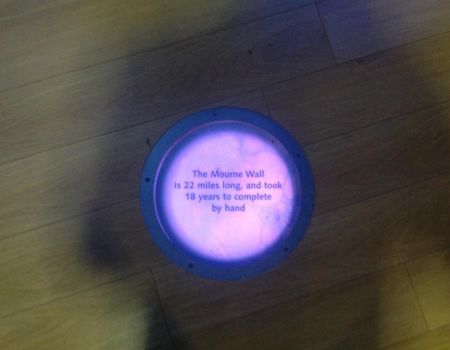 The Mourne Wall
is 22 miles long, and took
18 years to complete
by hand